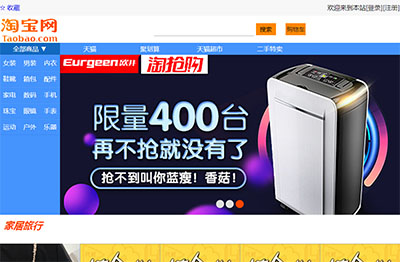 ☆ 收藏
欢迎来到本站[登录][注册]
淘宝网
Taobao.com
搜索 购物车
全部商品 ▼ 天猫 聚划算 天猫超市 二手特卖
女装 男装 内衣
鞋靴 箱包 配件
家电 数码 手机
珠宝 眼镜 手表
运动 户外 乐器
Eurgeen 欧井 淘抢购
限量400台
再不抢就没有了
抢不到叫你蓝瘦！香菇！
家居旅行